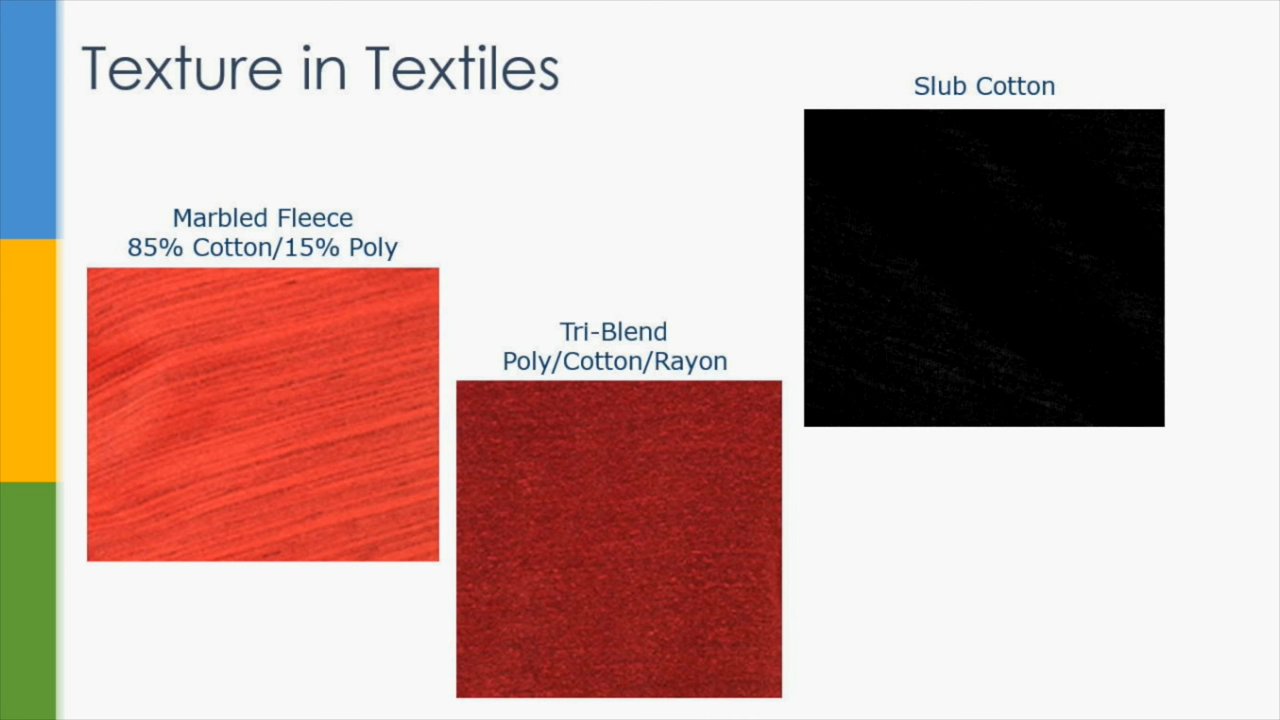 Texture in Textiles
Slub Cotton
Marbled Fleece
85% Cotton/15% Poly
Tri-Blend
Poly/Cotton/Rayon